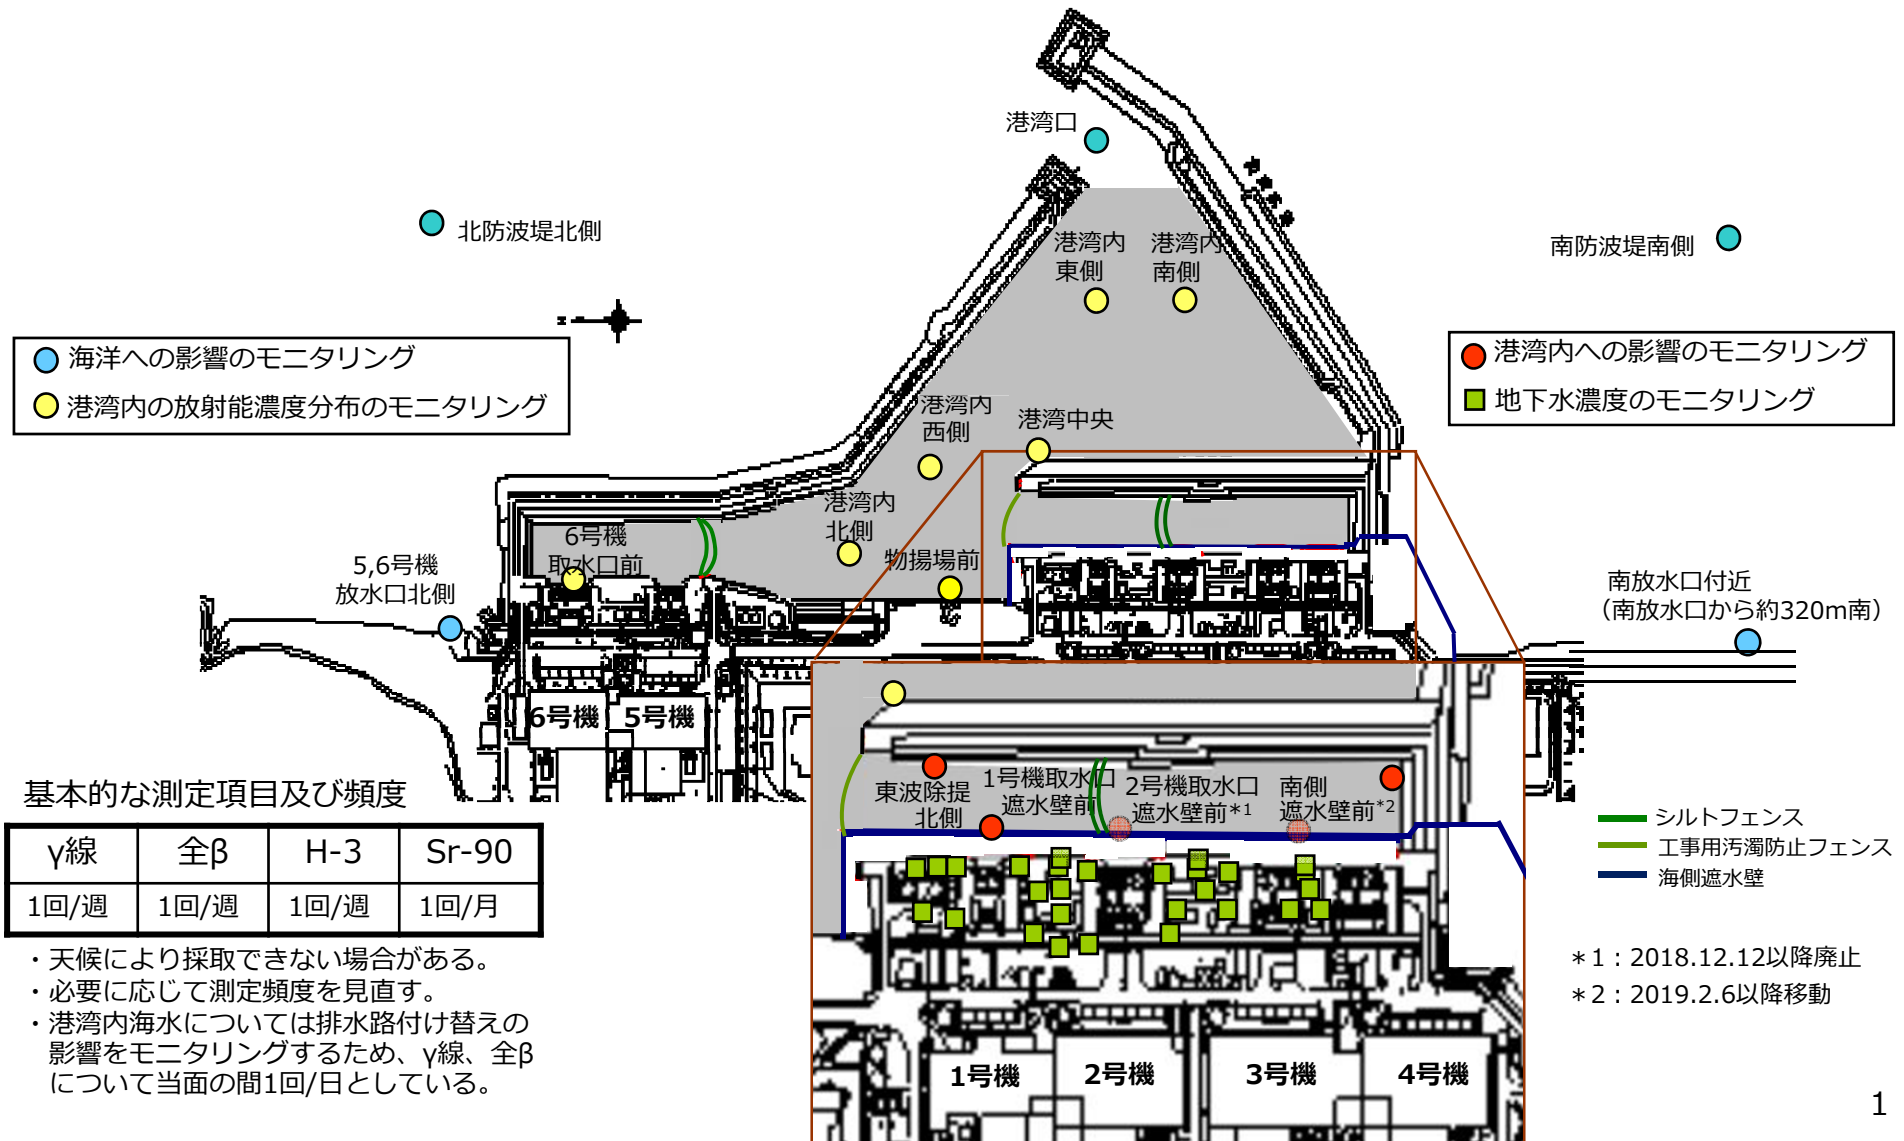 港湾口
北防波堤北側
南防波堤南側
港湾内
東側
港湾内
南側
海洋への影響のモニタリング
港湾内の放射能濃度分布のモニタリング
港湾内への影響のモニタリング
地下水濃度のモニタリング
港湾内
西側
港湾中央
港湾内
北側
6号機
取水口前
物揚場前
5,6号機
放水口北側
南放水口付近
（南放水口から約320m南）
6号機
5号機
東波除堤
北側
1号機取水口
遮水壁前
2号機取水口
遮水壁前*1
南側
遮水壁前*2
基本的な測定項目及び頻度
γ線 全β H-3 Sr-90
1回/週 1回/週 1回/週 1回/月
・天候により採取できない場合がある。
・必要に応じて測定頻度を見直す。
・港湾内海水については排水路付け替えの
影響をモニタリングするため、γ線、全β
について当面の間1回/日としている。
シルトフェンス
工事用汚濁防止フェンス
海側遮水壁
＊1：2018.12.12以降廃止
＊2：2019.2.6以降移動
1号機
2号機
3号機
4号機
1